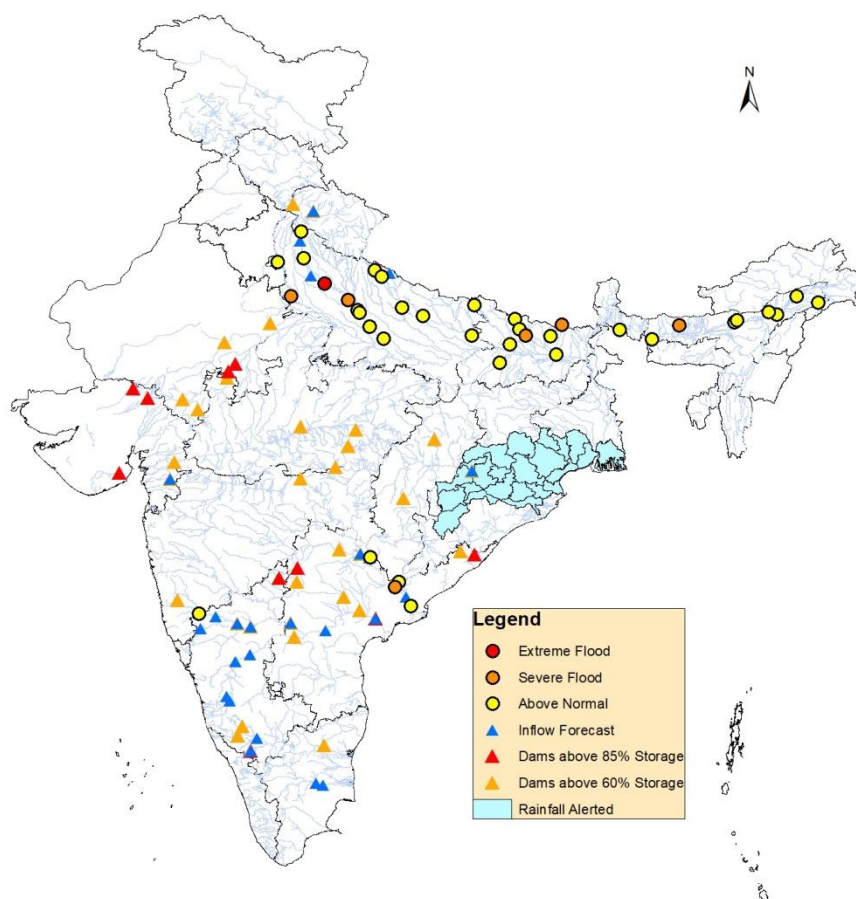 N
Legend
Extreme Flood
Severe Flood
Above Normal
Inflow Forecast
Dams above 85% Storage
Dams above 60% Storage
Rainfall Alerted